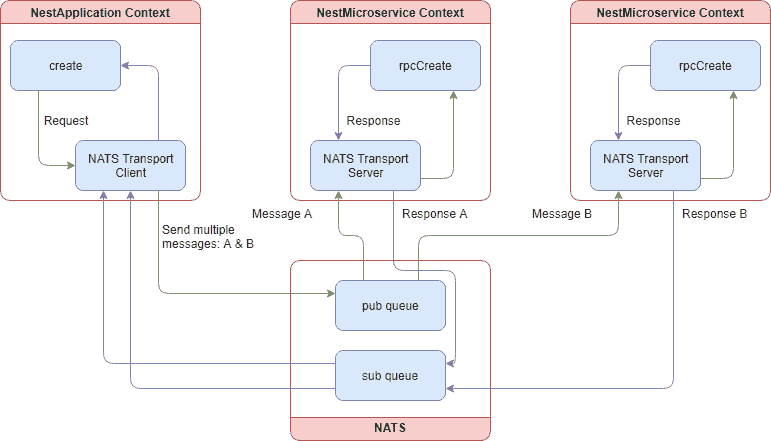 NestApplication Context
NestMicroservice Context
NestMicroservice Context
create
rpcCreate
rpcCreate
Request
Response
Response
NATS Transport
Client
NATS Transport
Server
NATS Transport
Server
Send multiple
messages: A & B
Message A
Response A
Message B
Response B
pub queue
sub queue
NATS